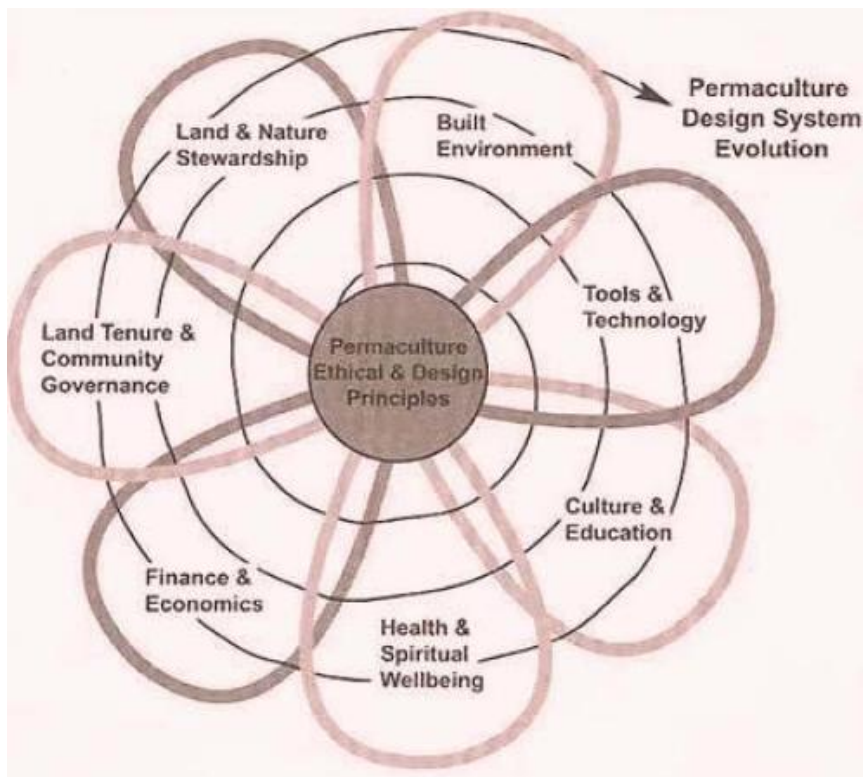 Permaculture
Design System
Evolution
Land & Nature
Stewardship
Built
Environment
Tools &
Technology
Land Tenure &
Community
Governance
Permaculture
Ethical & Design
Principles
Culture &
Education
Finance &
Economics
Health &
Spiritual
Wellbeing